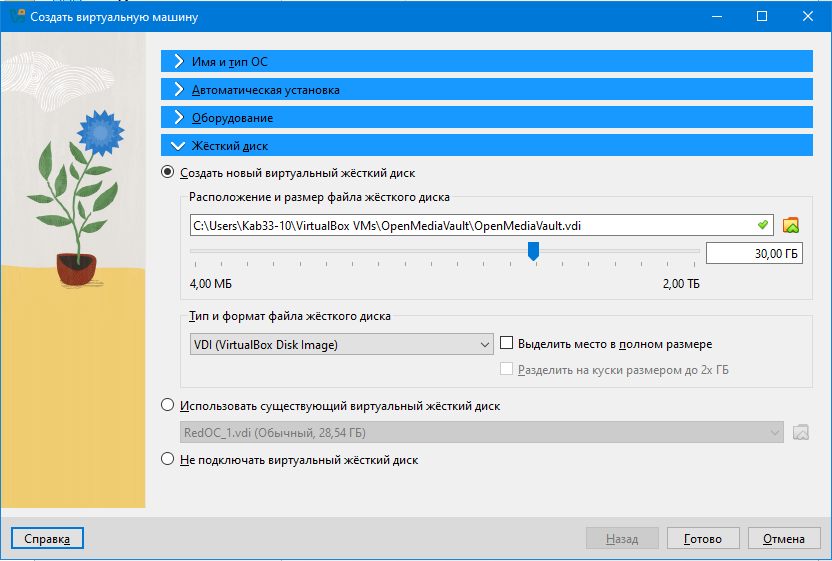 Создать виртуальную машину
Имя и тип ОС
Автоматическая установка
Оборудование
Жёсткий диск
Создать новый виртуальный жёсткий диск
Расположение и размер файла жёсткого диска
C:\Users\Kab33-10\VirtualBox VMs\OpenMediaVault\OpenMediaVault.vdi
30,00 ГБ
4,00 МБ
2,00 ТБ
Тип и формат файла жёсткого диска
VDI (VirtualBox Disk Image)
Выделить место в полном размере
Разделить на куски размером до 2х ГБ
Использовать существующий виртуальный жёсткий диск
RedOC_1.vdi (Обычный, 28,54 ГБ)
Не подключать виртуальный жёсткий диск
Справка
Назад
Готово
Отмена